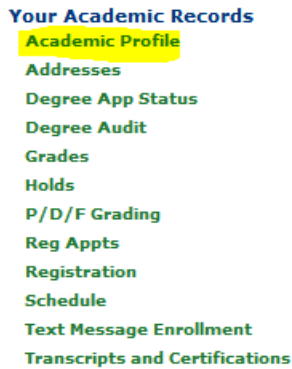 Your Academic Records
Academic Profile
Addresses
Degree App Status
Degree Audit
Grades
Holds
P/D/F Grading
Reg Appts
Registration
Schedule
Text Message Enrollment
Transcripts and Certifications